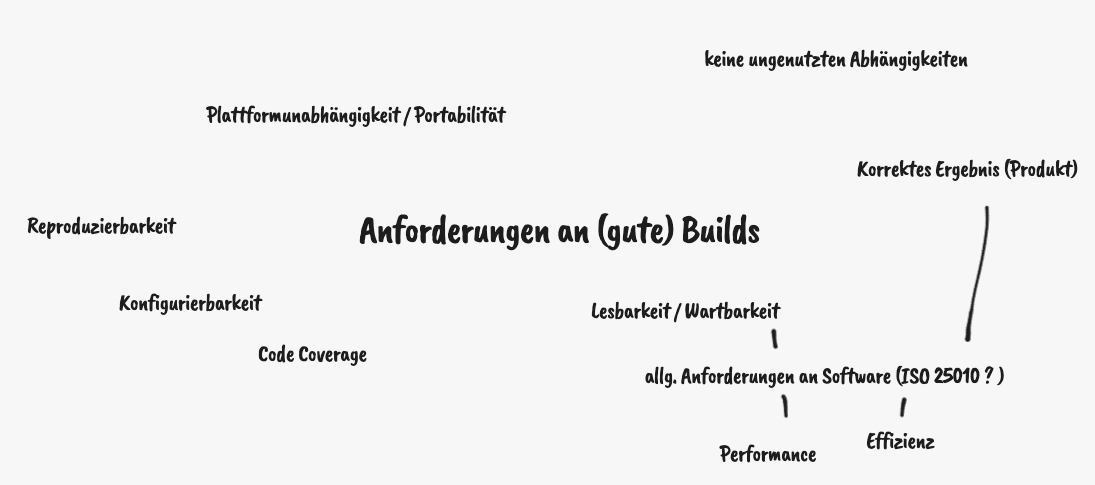 keine ungenutzten Abhängigkeiten
Plattformunabhängigkeit / Portabilität
Korrektes Ergebnis (Produkt)
Reproduzierbarkeit
Anforderungen an (gute) Builds
Konfigurierbarkeit
Lesbarkeit / Wartbarkeit
Code Coverage
allg. Anforderungen an Software (ISO 25010 ? )
Effizienz
Performance